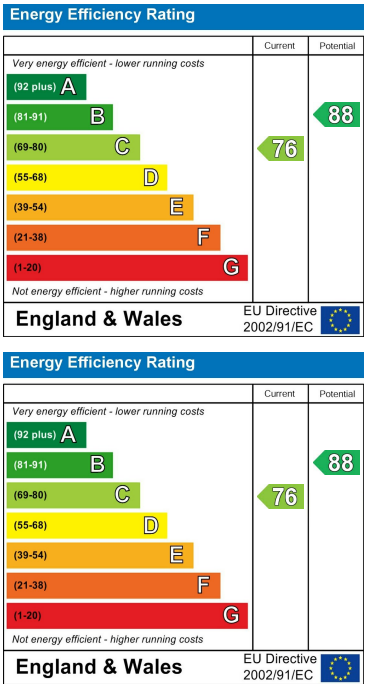 Energy Efficiency Rating
Current Potential
Very energy efficient - lower running costs
(92 plus) A
(81-91) B 88
(69-80) C 76
(55-68) D
(39-54) E
(21-38) F
(1-20) G
Not energy efficient - higher running costs
England & Wales EU Directive
2002/91/EC
Energy Efficiency Rating
Current Potential
Very energy efficient - lower running costs
(92 plus) A
(81-91) B 88
(69-80) C 76
(55-68) D
(39-54) E
(21-38) F
(1-20) G
Not energy efficient - higher running costs
England & Wales EU Directive
2002/91/EC